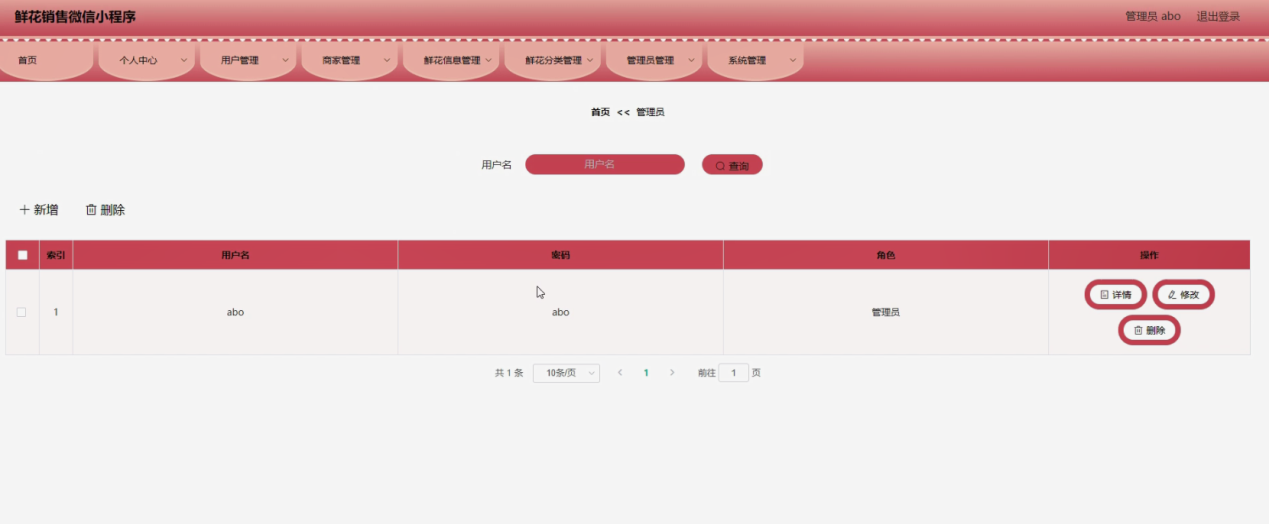 鲜花销售微信小程序 管理员 abo 退出登录
首页 个人中心 用户管理 商家管理 鲜花信息管理 鲜花分类管理 管理员管理 系统管理
首页 << 管理员
用户名 用户名 查询
新增 删除
索引 用户名 密码 角色 操作
详情 修改
1 abo abo 管理员
删除
共 1 条 10条/页 1 前往 1 页